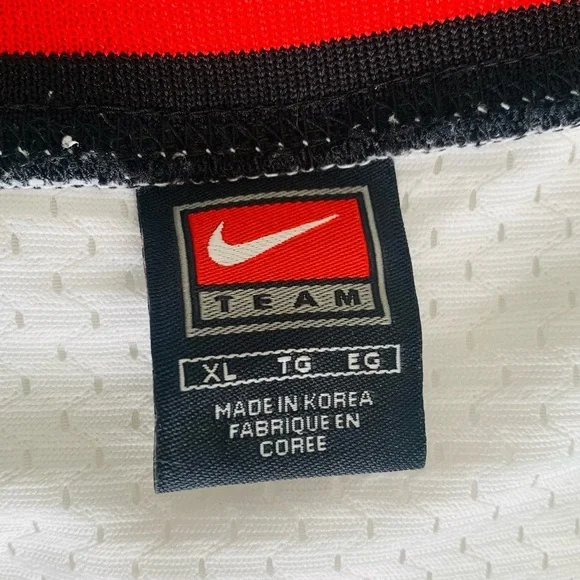 TEAM
XL TG EG
MADE IN KOREA
FABRIQUE EN
COREE